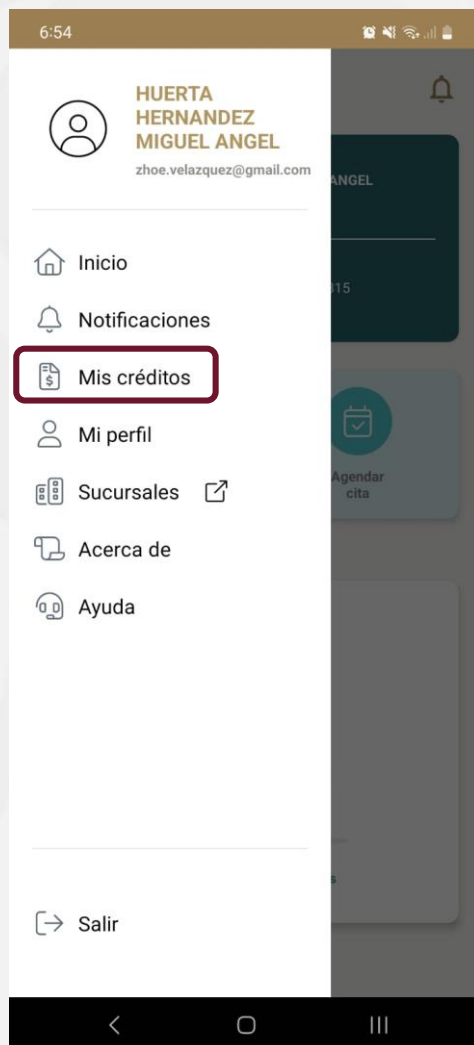 6:54
HUERTA
HERNANDEZ
MIGUEL ANGEL
zhoe.velazquez@gmail.com
ANGEL
Inicio
815
Notificaciones
Mis créditos
Mi perfil
Agendar
cita
Sucursales
Acerca de
Ayuda
s
Salir